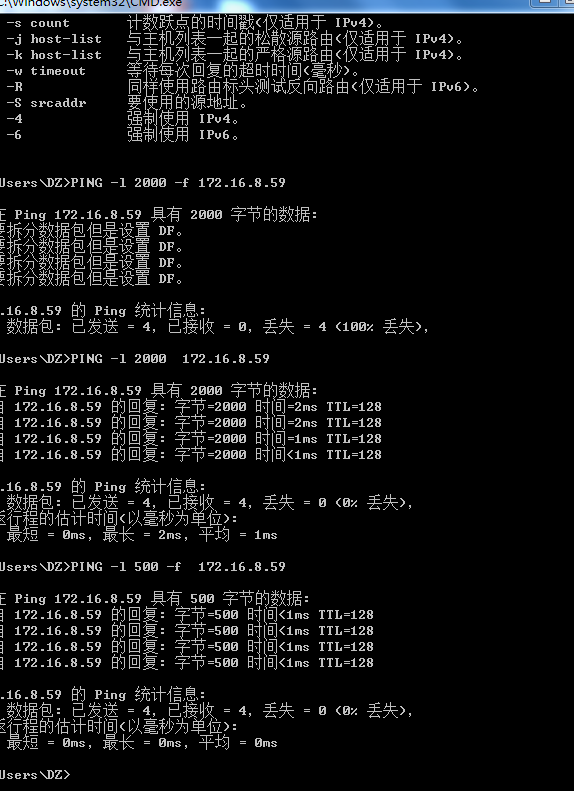 C:\Windows\system32\CMD.exe
-s count 计数跃点的时间戳(仅适用于 IPv4)。
-j host-list 与主机列表一起的松散源路由(仅适用于 IPv4)。
-k host-list 与主机列表一起的严格源路由(仅适用于 IPv4)。
-w timeout 等待每次回复的超时时间(毫秒)。
-R 同样使用路由标头测试反向路由(仅适用于 IPv6)。
-S srcaddr 要使用的源地址。
-4 强制使用 IPv4。
-6 强制使用 IPv6。
Users\DZ>PING -l 2000 -f 172.16.8.59
在 Ping 172.16.8.59 具有 2000 字节的数据:
要拆分数据包但是设置 DF。
要拆分数据包但是设置 DF。
要拆分数据包但是设置 DF。
要拆分数据包但是设置 DF。
.16.8.59 的 Ping 统计信息:
数据包: 已发送 = 4, 已接收 = 0, 丢失 = 4 (100% 丢失),
Users\DZ>PING -l 2000  172.16.8.59
在 Ping 172.16.8.59 具有 2000 字节的数据:
自 172.16.8.59 的回复: 字节=2000 时间=2ms TTL=128
自 172.16.8.59 的回复: 字节=2000 时间=2ms TTL=128
自 172.16.8.59 的回复: 字节=2000 时间=1ms TTL=128
自 172.16.8.59 的回复: 字节=2000 时间<1ms TTL=128
.16.8.59 的 Ping 统计信息:
数据包: 已发送 = 4, 已接收 = 4, 丢失 = 0 (0% 丢失),
返行程的估计时间(以毫秒为单位):
最短 = 0ms, 最长 = 2ms, 平均 = 1ms
Users\DZ>PING -l 500 -f  172.16.8.59
在 Ping 172.16.8.59 具有 500 字节的数据:
自 172.16.8.59 的回复: 字节=500 时间<1ms TTL=128
自 172.16.8.59 的回复: 字节=500 时间<1ms TTL=128
自 172.16.8.59 的回复: 字节=500 时间<1ms TTL=128
自 172.16.8.59 的回复: 字节=500 时间<1ms TTL=128
.16.8.59 的 Ping 统计信息:
数据包: 已发送 = 4, 已接收 = 4, 丢失 = 0 (0% 丢失),
返行程的估计时间(以毫秒为单位):
最短 = 0ms, 最长 = 0ms, 平均 = 0ms
Users\DZ>